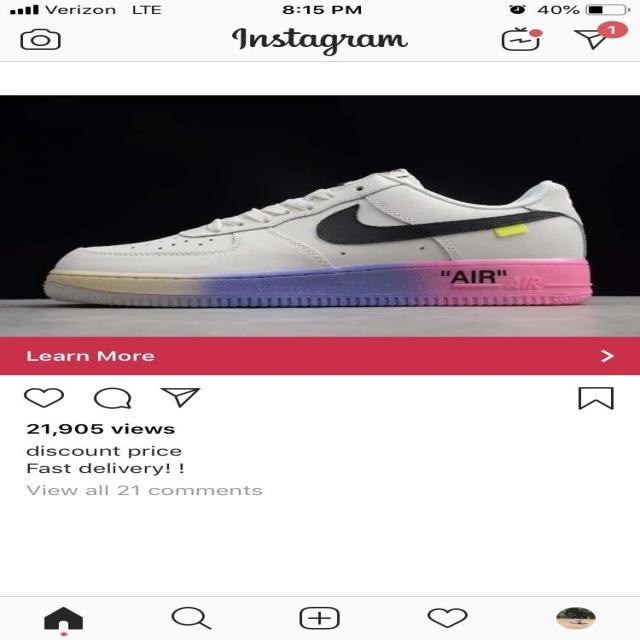 Verizon LTE 8:15 PM 40%
Instagram 1
"AIR" AIR
Learn More
21,905 views
discount price
Fast delivery! !
View all 21 comments